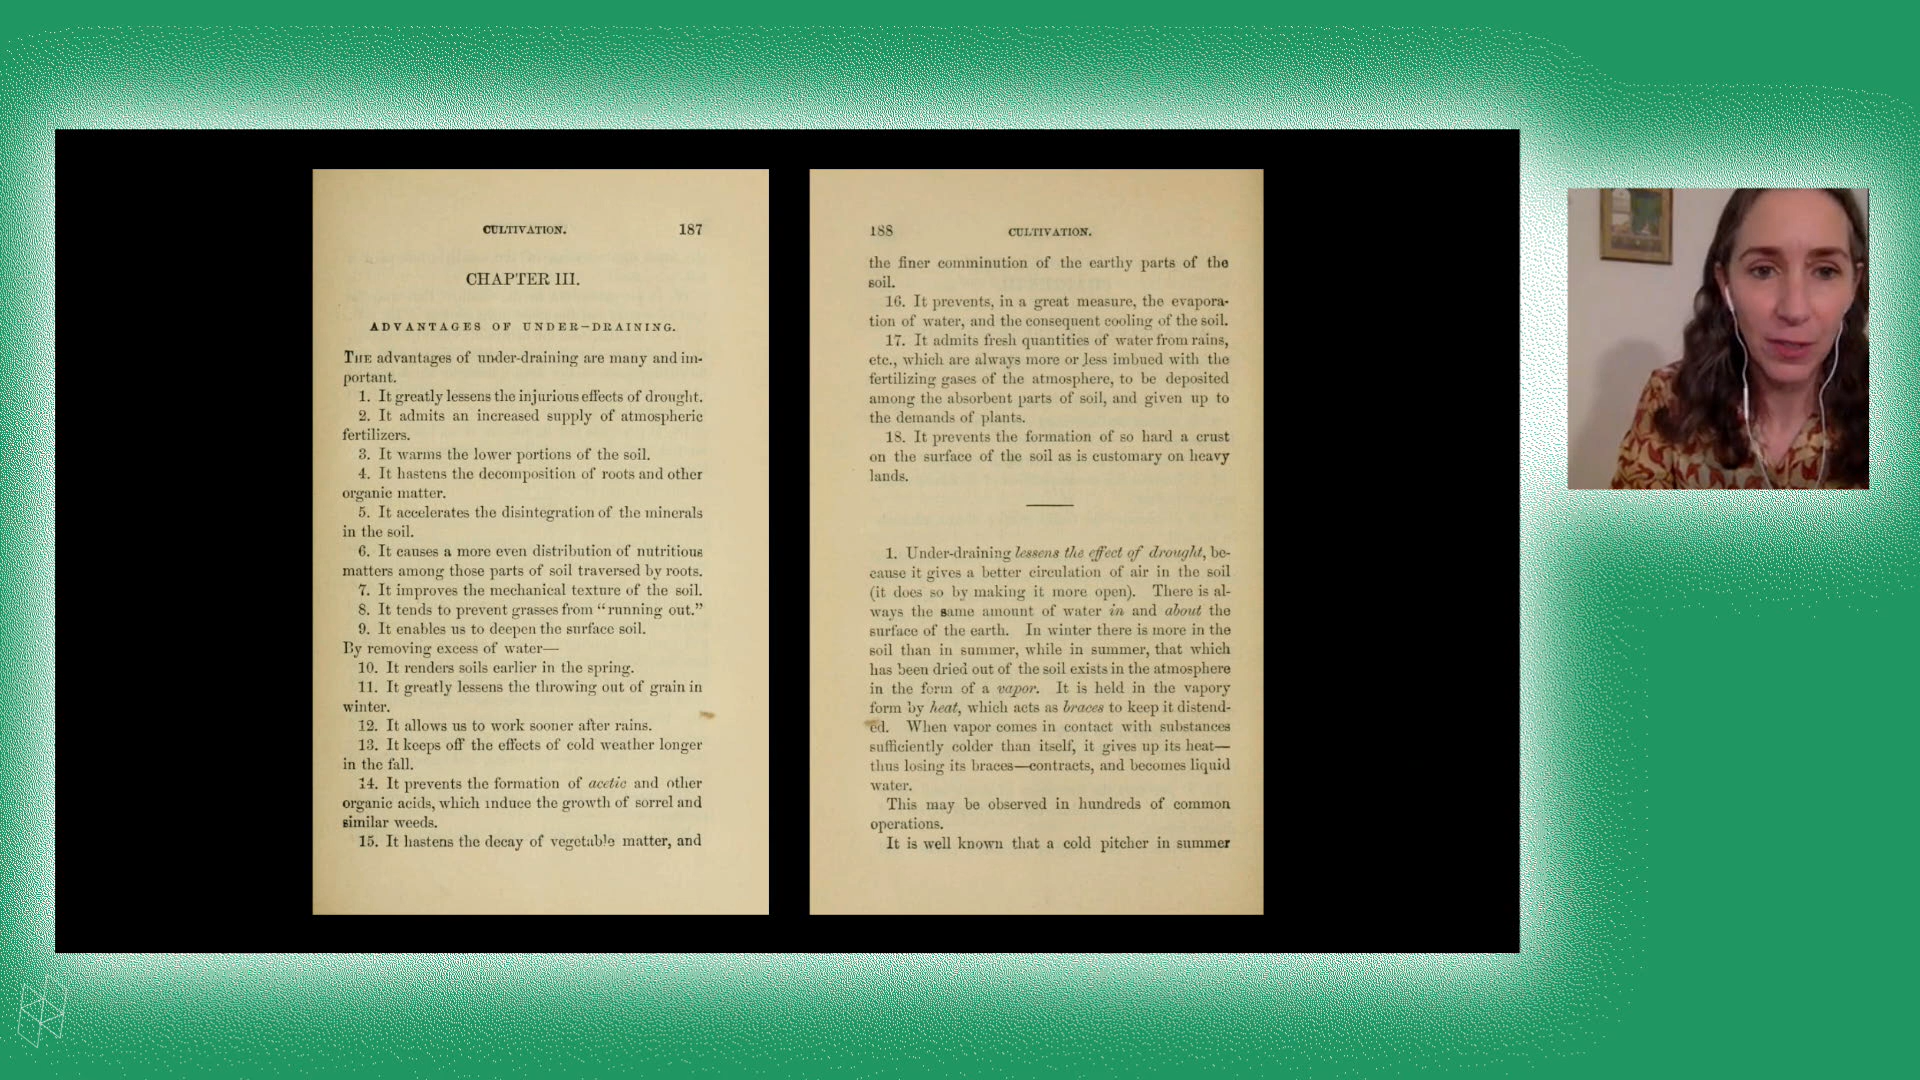 CULTIVATION. 187
CHAPTER III.
ADVANTAGES OF UNDER-DRAINING.
THE advantages of under-draining are many and im-
portant.
1. It greatly lessens the injurious effects of drought.
2. It admits an increased supply of atmospheric
fertilizers.
3. It warms the lower portions of the soil.
4. It hastens the decomposition of roots and other
organic matter.
5. It accelerates the disintegration of the minerals
in the soil.
6. It causes a more even distribution of nutritious
matters among those parts of soil traversed by roots.
7. It improves the mechanical texture of the soil.
8. It tends to prevent grasses from “running out.”
9. It enables us to deepen the surface soil.
By removing excess of water—
10. It renders soils earlier in the spring.
11. It greatly lessens the throwing out of grain in
winter.
12. It allows us to work sooner after rains.
13. It keeps off the effects of cold weather longer
in the fall.
14. It prevents the formation of acetic and other
organic acids, which induce the growth of sorrel and
similar weeds.
15. It hastens the decay of vegetable matter, and
188 CULTIVATION.
the finer comminution of the earthy parts of the
soil.
16. It prevents, in a great measure, the evapora-
tion of water, and the consequent cooling of the soil.
17. It admits fresh quantities of water from rains,
etc., which are always more or less imbued with the
fertilizing gases of the atmosphere, to be deposited
among the absorbent parts of soil, and given up to
the demands of plants.
18. It prevents the formation of so hard a crust
on the surface of the soil as is customary on heavy
lands.
1. Under-draining lessens the effect of drought, be-
cause it gives a better circulation of air in the soil
(it does so by making it more open). There is al-
ways the same amount of water in and about the
surface of the earth. In winter there is more in the
soil than in summer, while in summer, that which
has been dried out of the soil exists in the atmosphere
in the form of a vapor. It is held in the vapory
form by heat, which acts as braces to keep it distend-
ed. When vapor comes in contact with substances
sufficiently colder than itself, it gives up its heat—
thus losing its braces—contracts, and becomes liquid
water.
This may be observed in hundreds of common
operations.
It is well known that a cold pitcher in summer